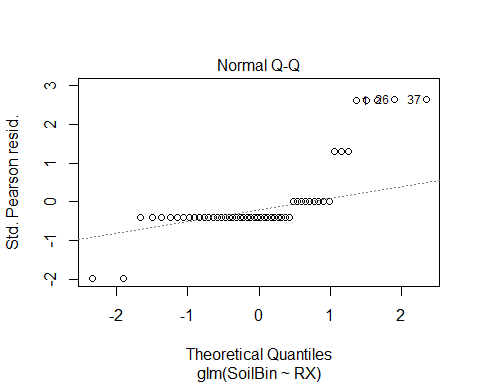 Normal Q-Q
Std. Pearson resid.
3
2
1
0
-1
-2
1 26 37
-2 -1 0 1 2
Theoretical Quantiles
glm(SoilBin ~ RX)